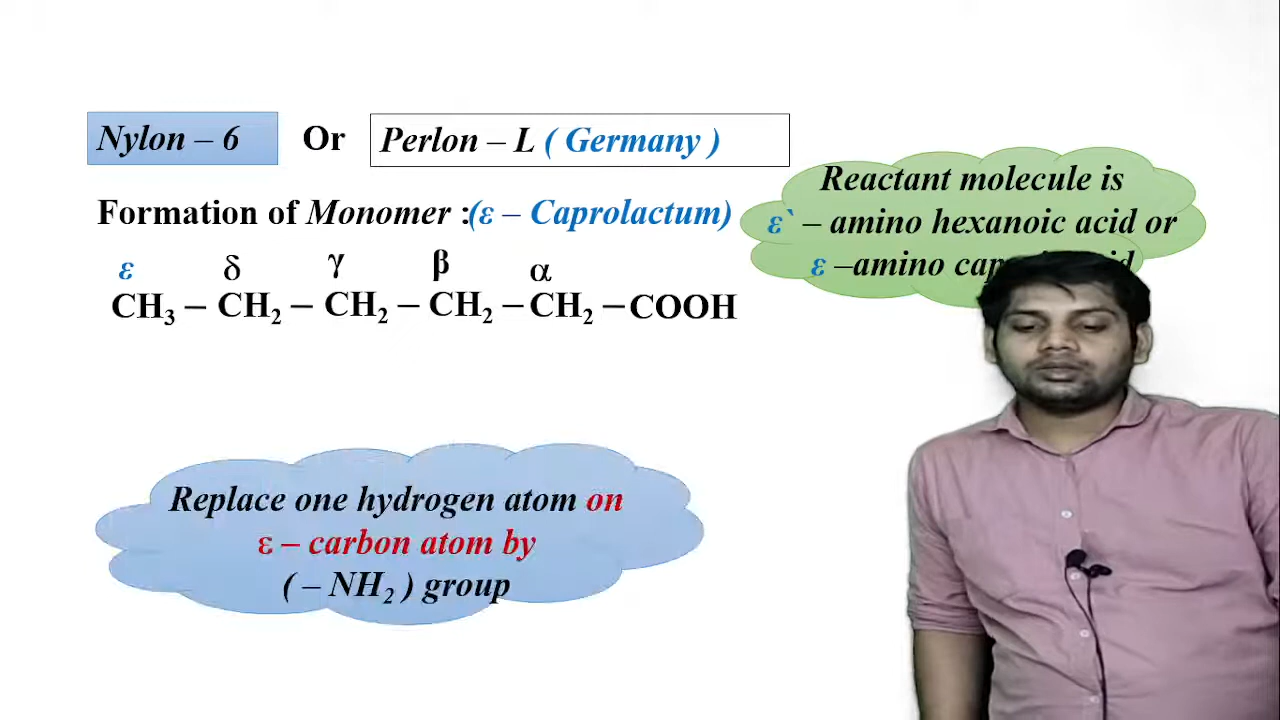 Nylon – 6 Or Perlon – L ( Germany )
Formation of Monomer :(ε – Caprolactum)
Reactant molecule is
ε` – amino hexanoic acid or
ε –amino
ε δ γ β α
CH₃ – CH₂ – CH₂ – CH₂ – CH₂ – COOH
Replace one hydrogen atom on
ε – carbon atom by
( – NH₂ ) group